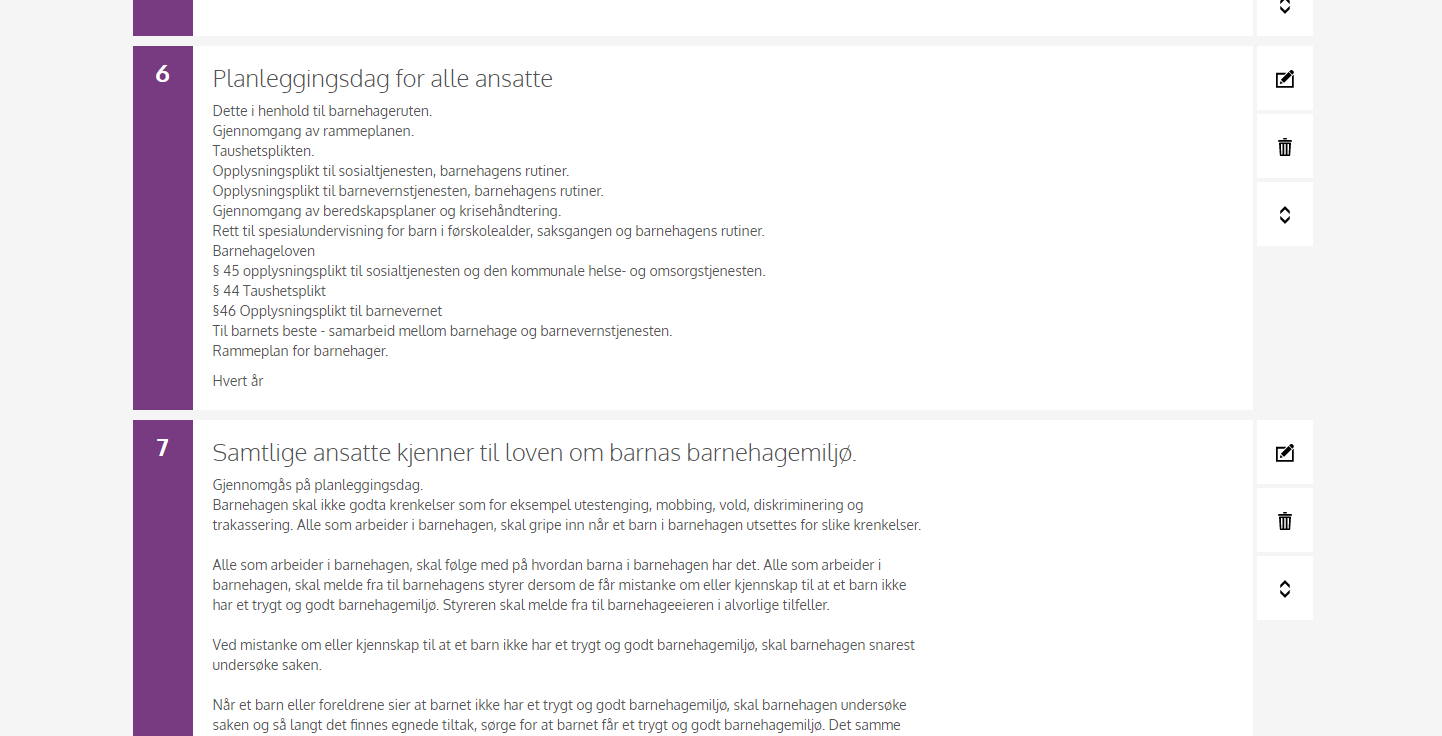 6
Planleggingsdag for alle ansatte
Dette i henhold til barnehageruten.
Gjennomgang av rammeplanen.
Taushetsplikten.
Opplysningsplikt til sosialtjenesten, barnehagens rutiner.
Opplysningsplikt til barnevernstjenesten, barnehagens rutiner.
Gjennomgang av beredskapsplaner og krisehåndtering.
Rett til spesialundervisning for barn i førskolealder, saksgangen og barnehagens rutiner.
Barnehageloven
§ 45 opplysningsplikt til sosialtjenesten og den kommunale helse- og omsorgstjenesten.
§ 44 Taushetsplikt
§46 Opplysningsplikt til barnevernet
Til barnets beste - samarbeid mellom barnehage og barnevernstjenesten.
Rammeplan for barnehager.
Hvert år
7
Samtlige ansatte kjenner til loven om barnas barnehagemiljø.
Gjennomgås på planleggingsdag.
Barnehagen skal ikke godta krenkelser som for eksempel utestenging, mobbing, vold, diskriminering og
trakassering. Alle som arbeider i barnehagen, skal gripe inn når et barn i barnehagen utsettes for slike krenkelser.
Alle som arbeider i barnehagen, skal følge med på hvordan barna i barnehagen har det. Alle som arbeider i
barnehagen, skal melde fra til barnehagens styrer dersom de får mistanke om eller kjennskap til at et barn ikke
har et trygt og godt barnehagemiljø. Styreren skal melde fra til barnehageeieren i alvorlige tilfeller.
Ved mistanke om eller kjennskap til at et barn ikke har et trygt og godt barnehagemiljø, skal barnehagen snarest
undersøke saken.
Når et barn eller foreldrene sier at barnet ikke har et trygt og godt barnehagemiljø, skal barnehagen undersøke
saken og så langt det finnes egnede tiltak, sørge for at barnet får et trygt og godt barnehagemiljø. Det samme